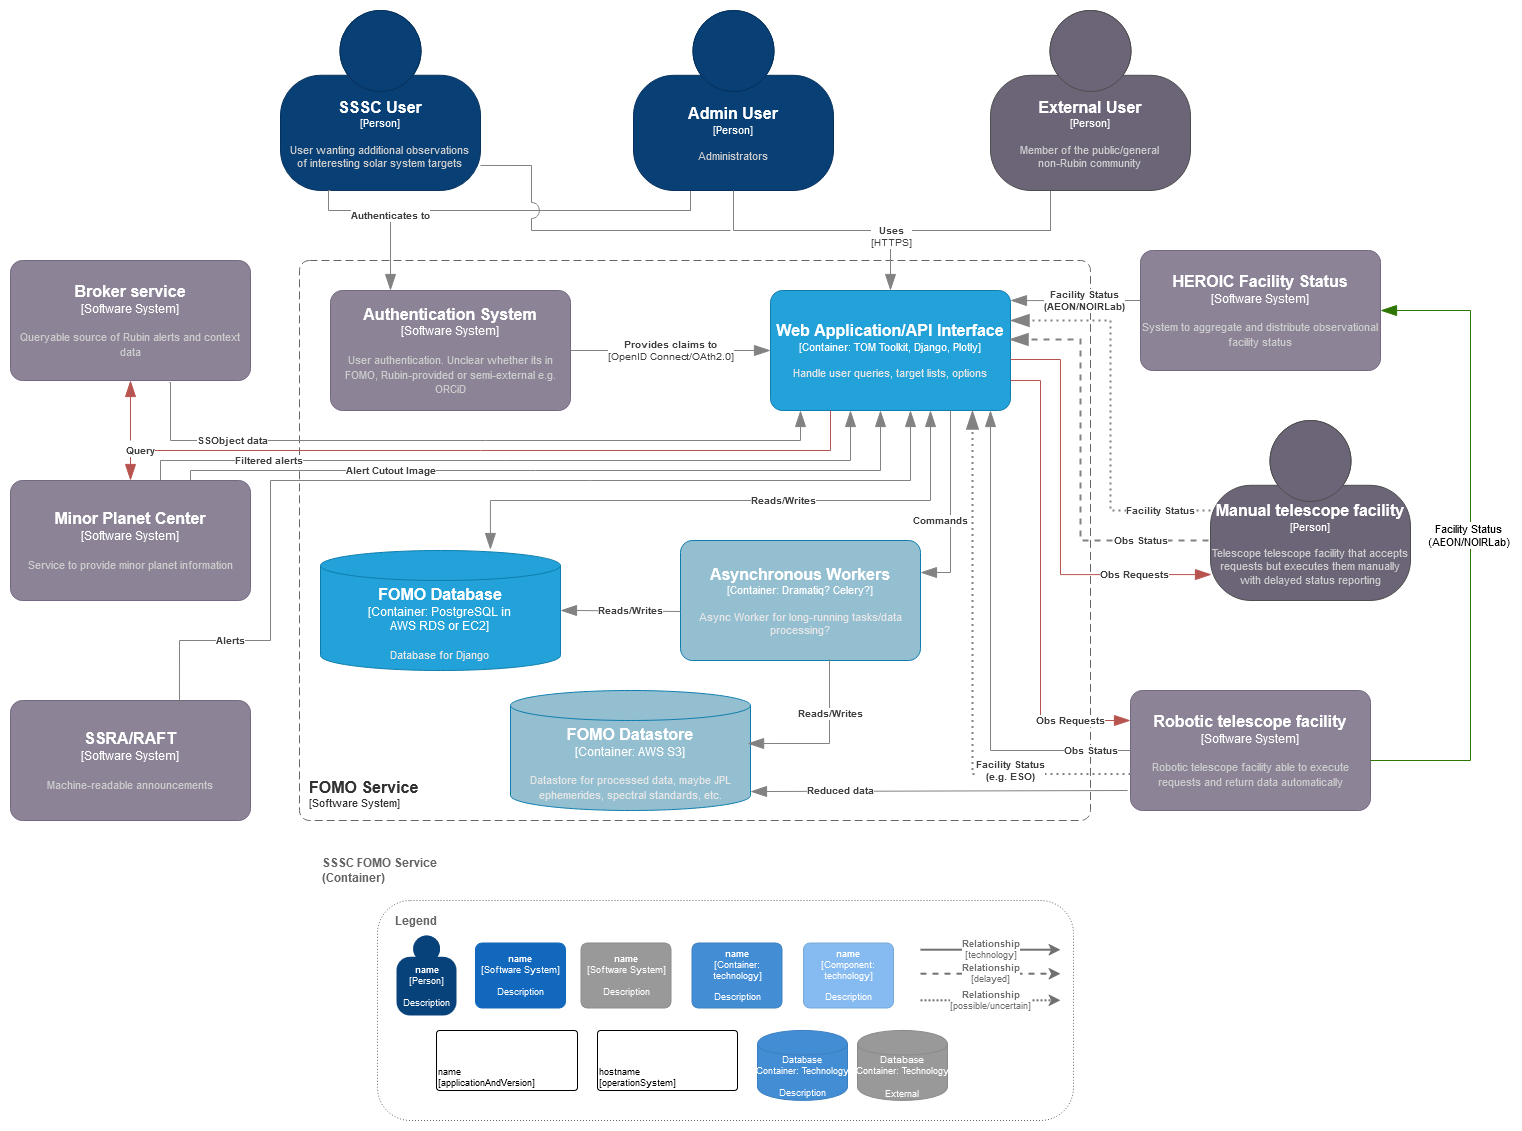 SSSC User
[Person]
User wanting additional observations
of interesting solar system targets
Admin User
[Person]
Administrators
External User
[Person]
Member of the public/general
non-Rubin community
Authenticates to
Uses
[HTTPS]
Broker service
[Software System]
Queryable source of Rubin alerts and context
data
Authentication System
[Software System]
User authentication. Unclear whether its in
FOMO, Rubin-provided or semi-external e.g.
ORCiD
Provides claims to
[OpenID Connect/OAth2.0]
Web Application/API Interface
[Container: TOM Toolkit, Django, Plotly]
Handle user queries, target lists, options
Facility Status
(AEON/NOIRLab)
HEROIC Facility Status
[Software System]
System to aggregate and distribute observational
facility status
SSObject data
Query
Filtered alerts
Alert Cutout Image
Minor Planet Center
[Software System]
Service to provide minor planet information
Reads/Writes
Commands
Facility Status
Obs Status
Obs Requests
Manual telescope facility
[Person]
Telescope telescope facility that accepts
requests but executes them manually
with delayed status reporting
Facility Status
(AEON/NOIRLab)
FOMO Database
[Container: PostgreSQL in
AWS RDS or EC2]
Database for Django
Reads/Writes
Asynchronous Workers
[Container: Dramatiq? Celery?]
Async Worker for long-running tasks/data
processing?
Alerts
SSRA/RAFT
[Software System]
Machine-readable announcements
Reads/Writes
FOMO Datastore
[Container: AWS S3]
Datastore for processed data, maybe JPL
ephemerides, spectral standards, etc.
Obs Requests
Obs Status
Facility Status
(e.g. ESO)
Reduced data
Robotic telescope facility
[Software System]
Robotic telescope facility able to execute
requests and return data automatically
FOMO Service
[Software System]
SSSC FOMO Service
(Container)
Legend
name
[Person]
Description
name
[Software System]
Description
name
[Software System]
Description
name
[Container:
technology]
Description
name
[Component:
technology]
Description
Relationship
[technology]
Relationship
[delayed]
Relationship
[possible/uncertain]
name
[applicationAndVersion]
hostname
[operationSystem]
Database
Container: Technology
Description
Database
Container: Technology
External